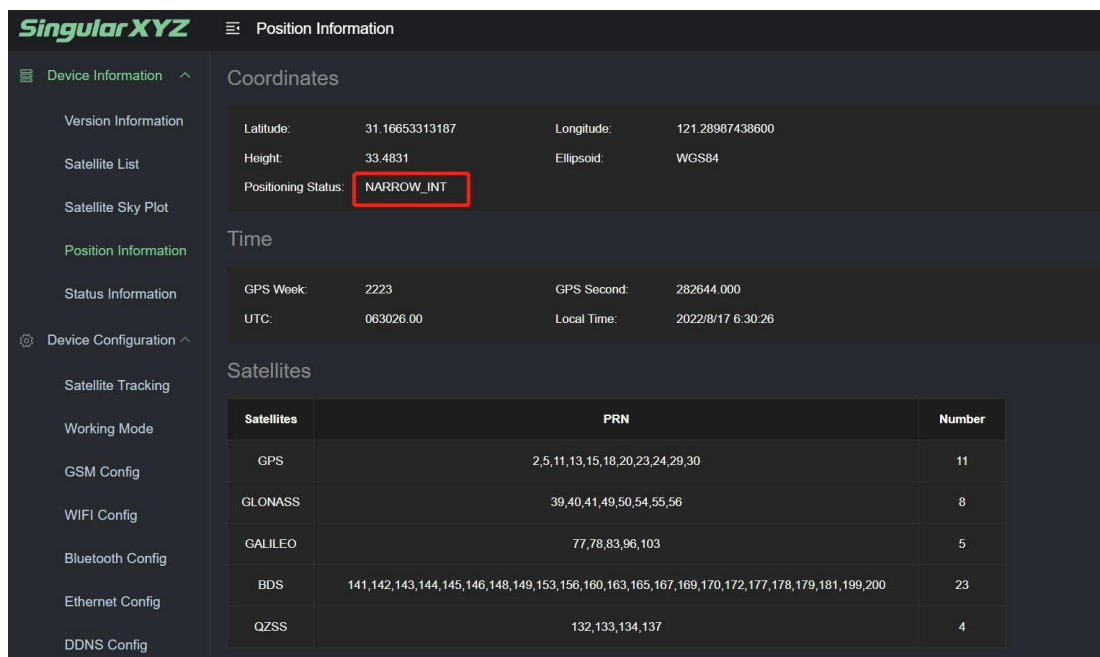 SingularXYZ
Position Information
Device Information
Version Information
Satellite List
Satellite Sky Plot
Position Information
Status Information
Device Configuration
Satellite Tracking
Working Mode
GSM Config
WIFI Config
Bluetooth Config
Ethernet Config
DDNS Config
Coordinates
Latitude: 31.16653313187 Longitude: 121.28987438600
Height: 33.4831 Ellipsoid: WGS84
Positioning Status: NARROW_INT
Time
GPS Week: 2223 GPS Second: 282644.000
UTC: 063026.00 Local Time: 2022/8/17 6:30:26
Satellites
Satellites PRN Number
GPS 2,5,11,13,15,18,20,23,24,29,30 11
GLONASS 39,40,41,49,50,54,55,56 8
GALILEO 77,78,83,96,103 5
BDS 141,142,143,144,145,146,148,149,153,156,160,163,165,167,169,170,172,177,178,179,181,199,200 23
QZSS 132,133,134,137 4